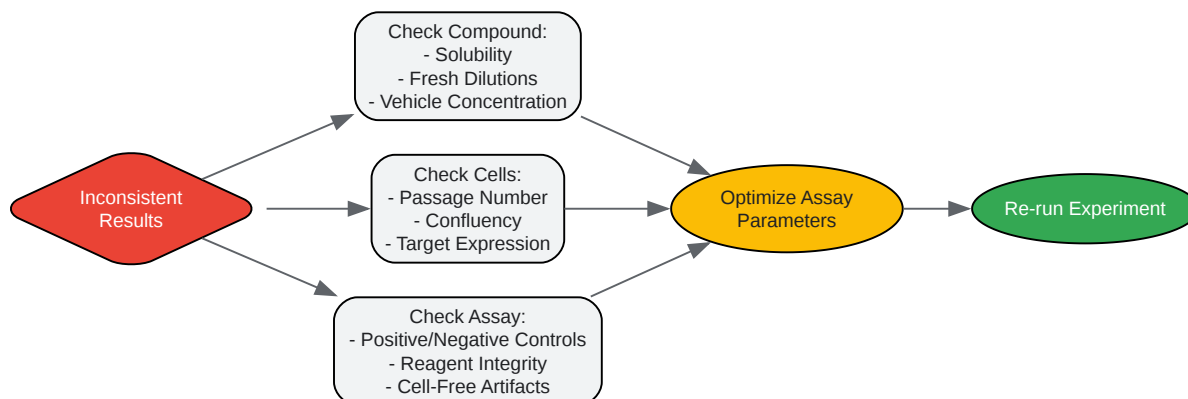 Inconsistent
Results
Check Compound:
- Solubility
- Fresh Dilutions
- Vehicle Concentration
Check Cells:
- Passage Number
- Confluency
- Target Expression
Check Assay:
- Positive/Negative Controls
- Reagent Integrity
- Cell-Free Artifacts
Optimize Assay
Parameters
Re-run Experiment